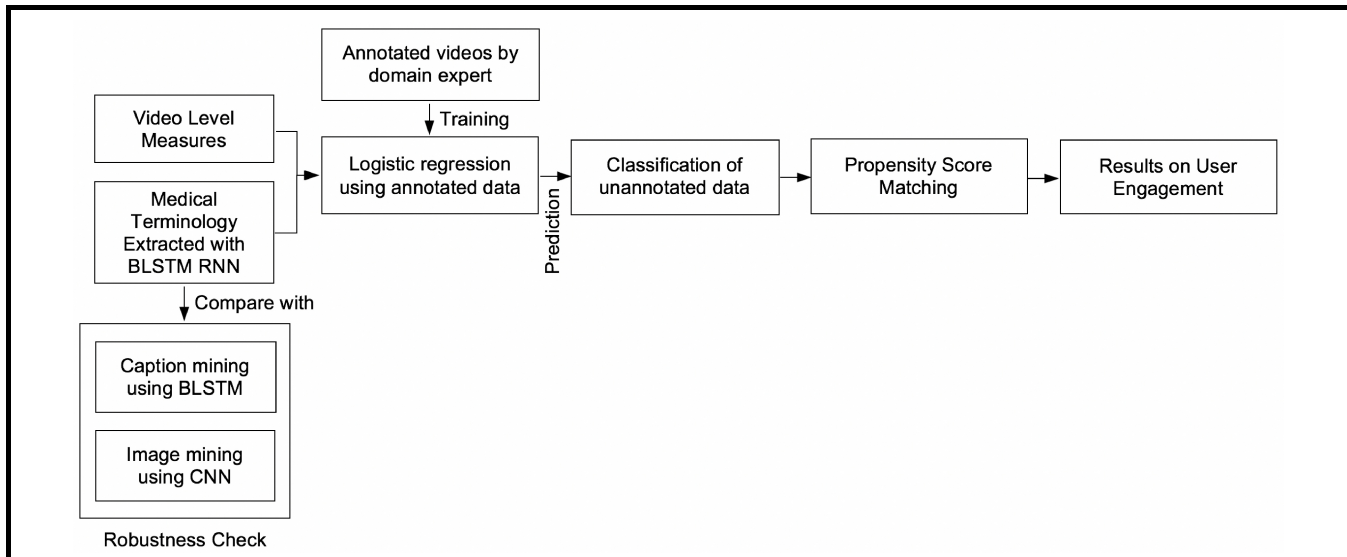 Annotated videos by
domain expert
Training
Video Level
Measures
Medical
Terminology
Extracted with
BLSTM RNN
Logistic regression
using annotated data
Prediction
Classification of
unannotated data
Propensity Score
Matching
Results on User
Engagement
Compare with
Caption mining
using BLSTM
Image mining
using CNN
Robustness Check